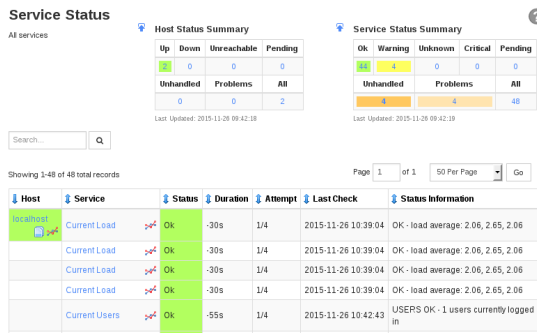 Service Status
All services
Host Status Summary
Up Down Unreachable Pending
2 0 0 0
Unhandled Problems All
0 0 2
Last Updated: 2015-11-26 09:42:18
Service Status Summary
Ok Warning Unknown Critical Pending
44 4 0 0 0
Unhandled Problems All
4 4 48
Last Updated: 2015-11-26 09:42:19
?
Search...
Showing 1-48 of 48 total records
Page 1 of 1 50 Per Page Go
Host Service Status Duration Attempt Last Check Status Information
localhost Current Load Ok -30s 1/4 2015-11-26 10:39:04 OK - load average: 2.06, 2.65, 2.06
Current Load Ok -30s 1/4 2015-11-26 10:39:04 OK - load average: 2.06, 2.65, 2.06
Current Load Ok -30s 1/4 2015-11-26 10:39:04 OK - load average: 2.06, 2.65, 2.06
Current Load Ok -30s 1/4 2015-11-26 10:39:04 OK - load average: 2.06, 2.65, 2.06
Current Users Ok -55s 1/4 2015-11-26 10:42:43 USERS OK - 1 users currently logged
in